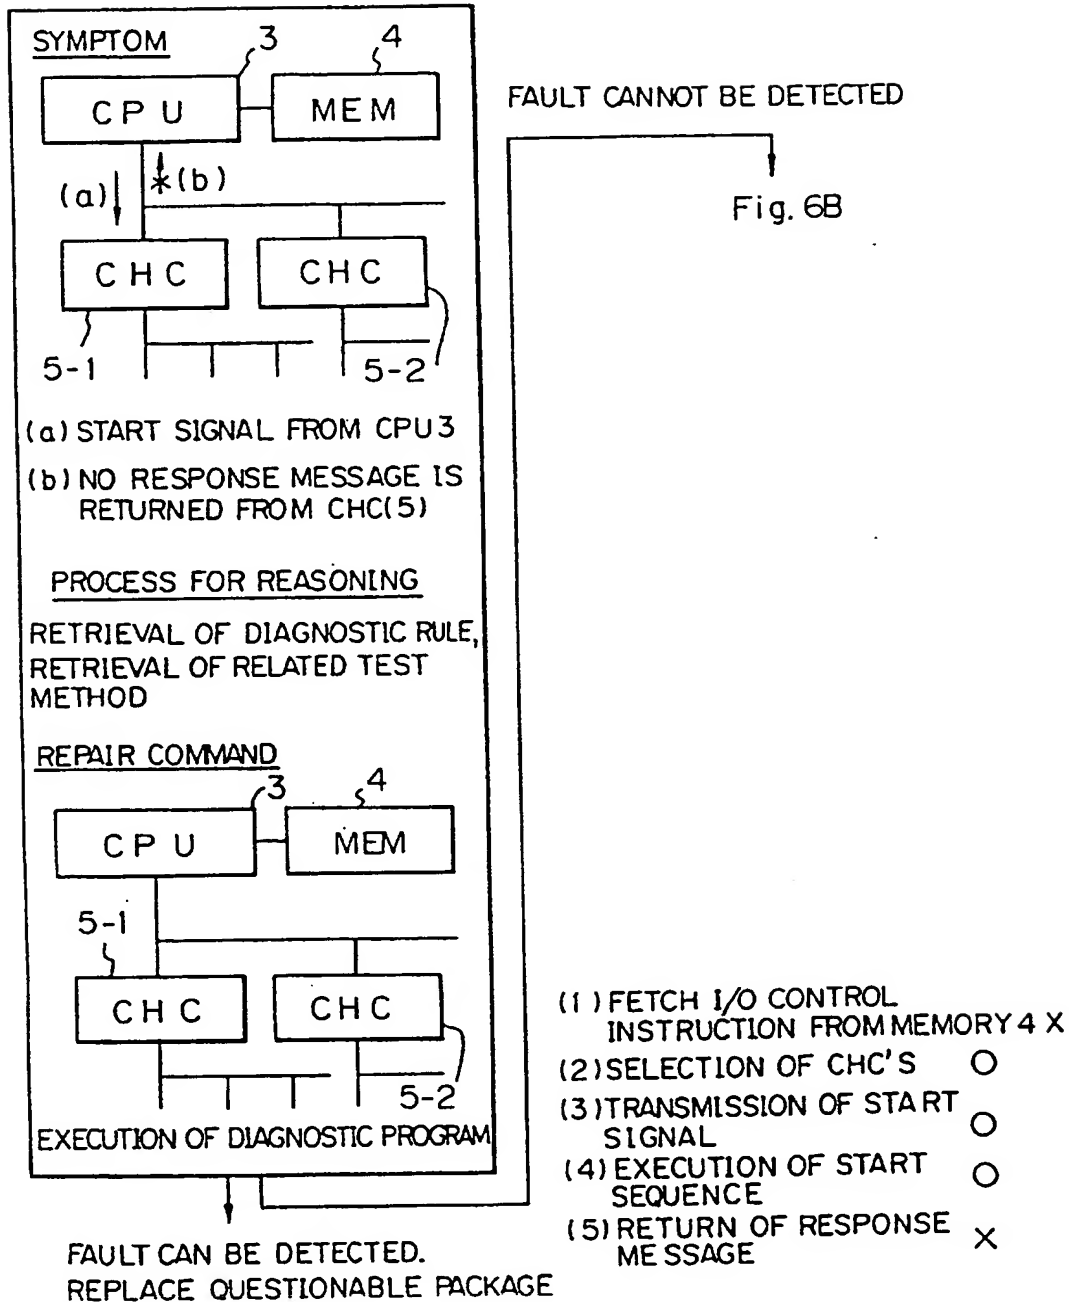 SYMPTOM
3
4
CPU
MEM
(a)
(b)
CHC
CHC
5-1
5-2
(a) START SIGNAL FROM CPU 3
(b) NO RESPONSE MESSAGE IS
RETURNED FROM CHC(5)
PROCESS FOR REASONING
RETRIEVAL OF DIAGNOSTIC RULE,
RETRIEVAL OF RELATED TEST
METHOD
REPAIR COMMAND
3
4
CPU
MEM
5-1
CHC
CHC
5-2
EXECUTION OF DIAGNOSTIC PROGRAM
FAULT CAN BE DETECTED.
REPLACE QUESTIONABLE PACKAGE
FAULT CANNOT BE DETECTED
Fig. 6B
(1) FETCH I/O CONTROL
INSTRUCTION FROM MEMORY 4 X
(2) SELECTION OF CHC'S O
(3) TRANSMISSION OF START
SIGNAL O
(4) EXECUTION OF START
SEQUENCE O
(5) RETURN OF RESPONSE
MESSAGE X